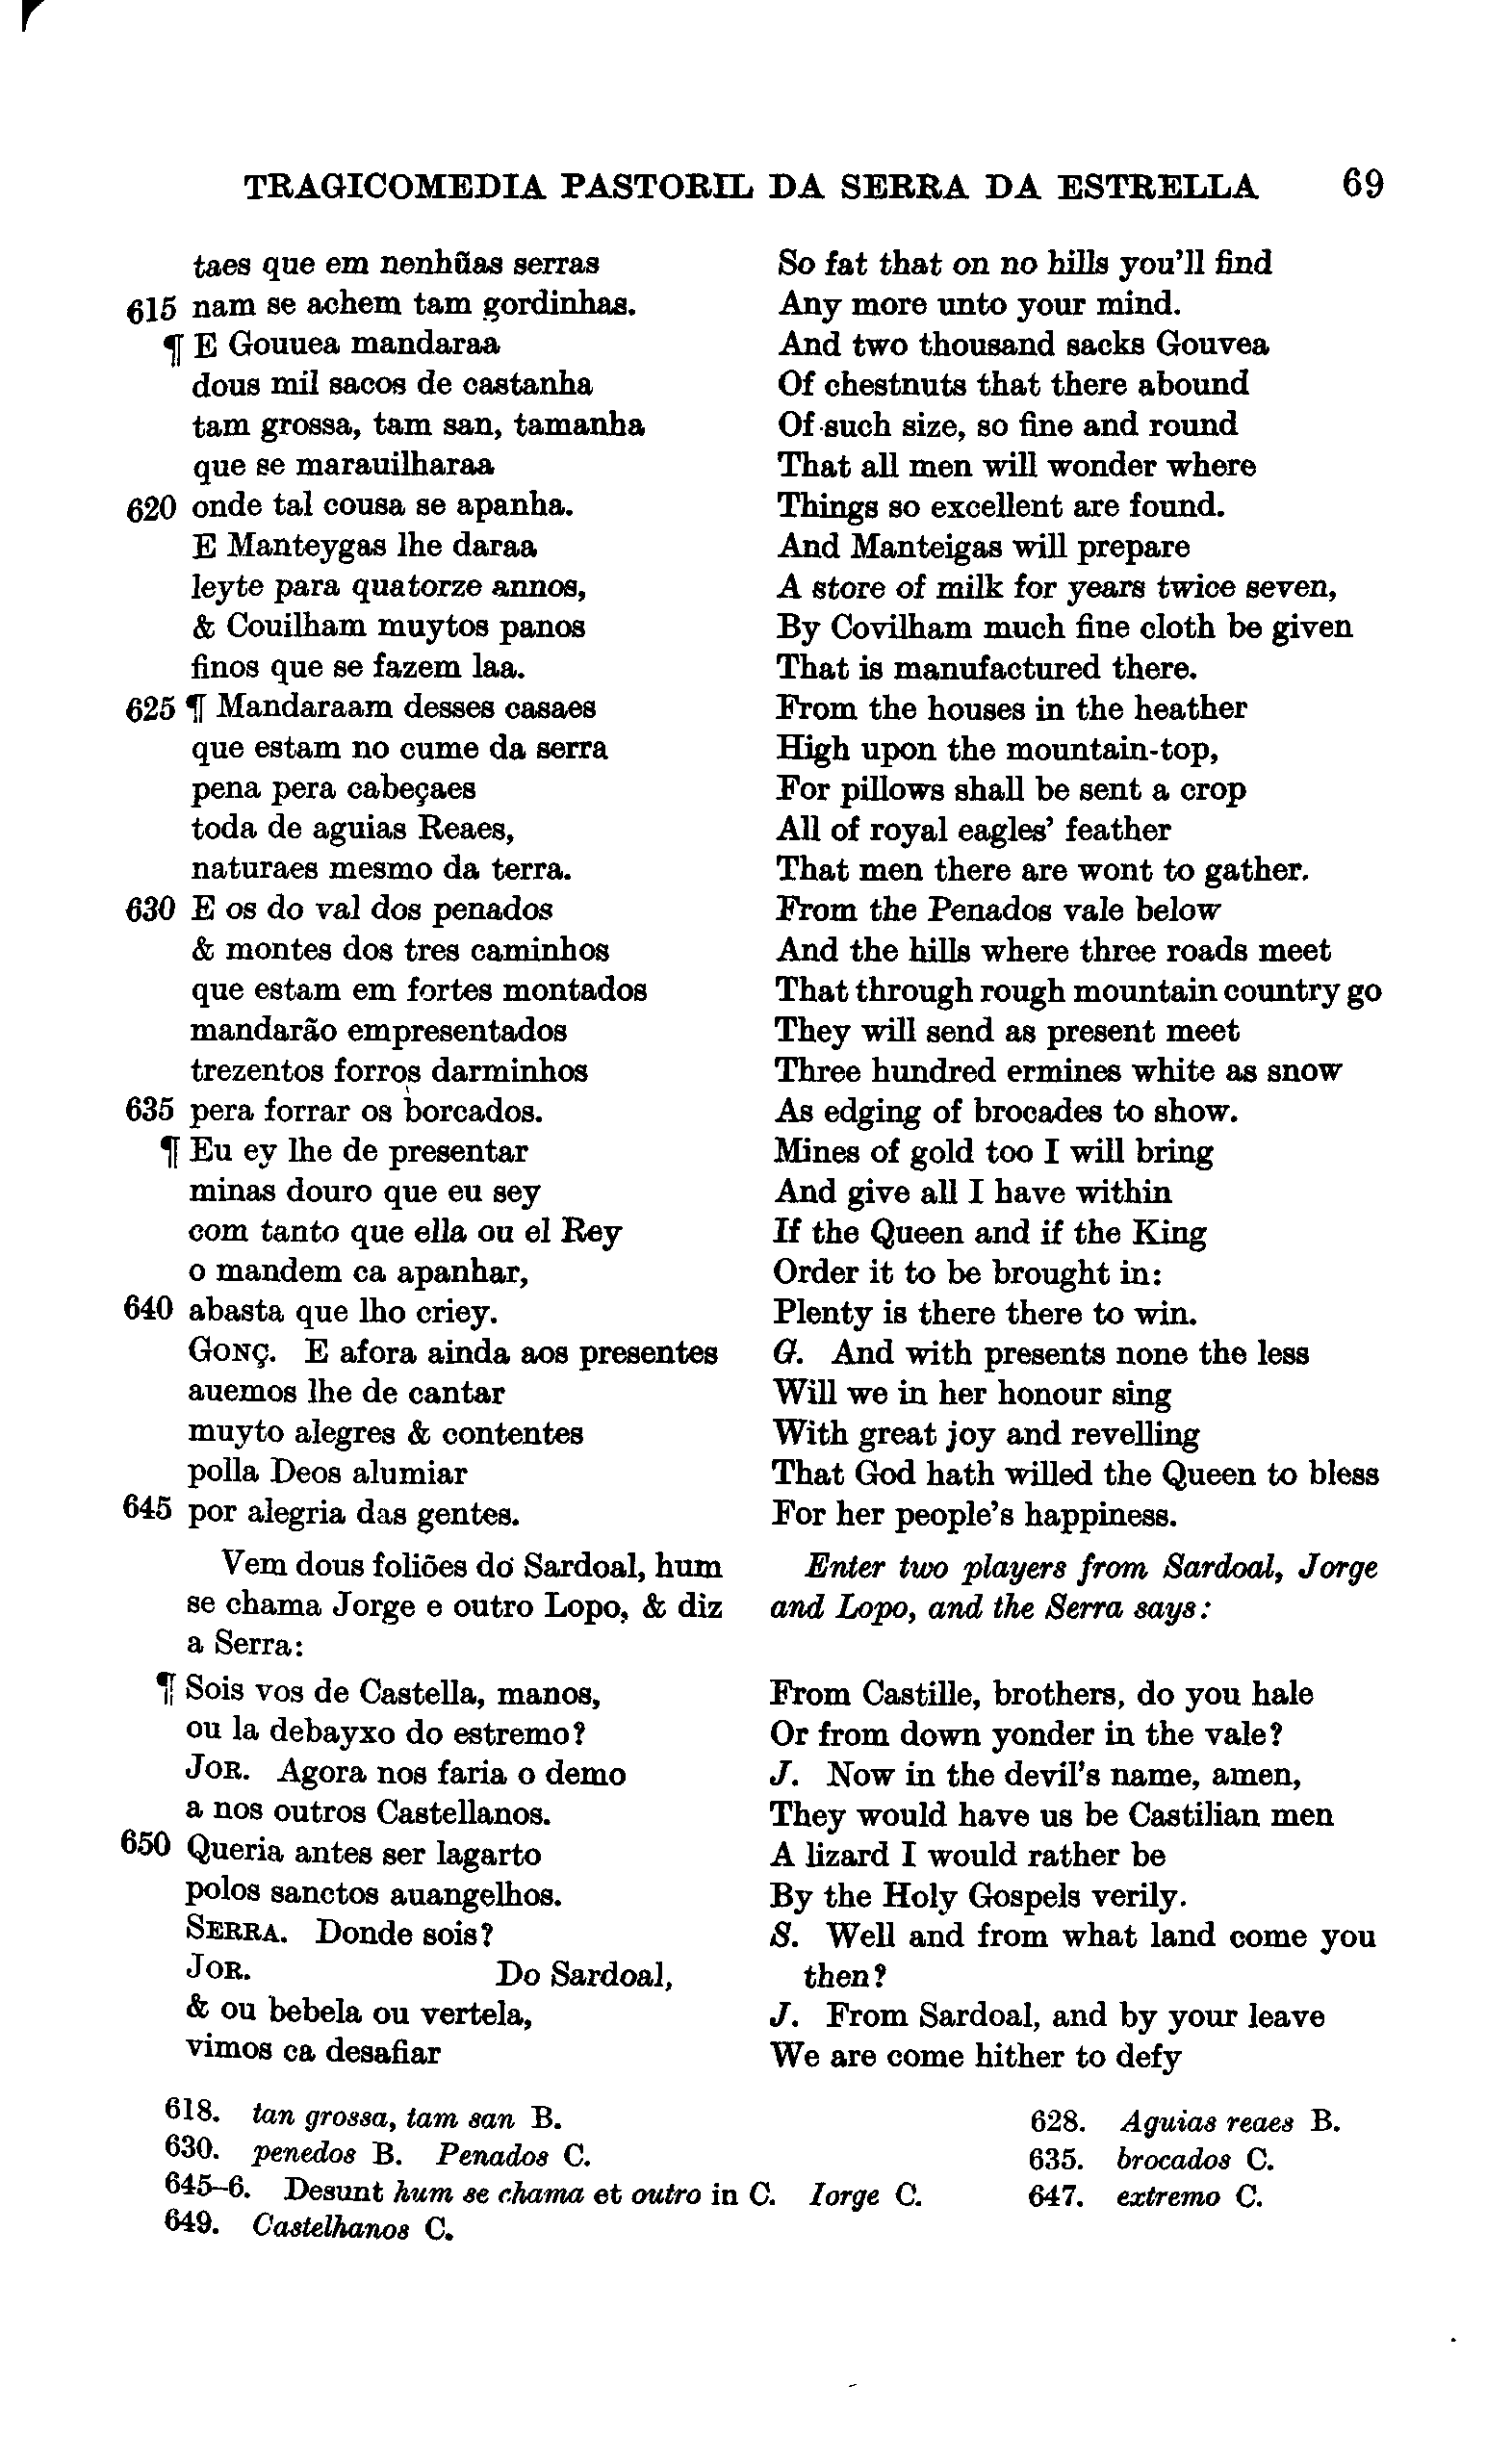 TRAGICOMEDIA PASTORIL DA SERRA DA ESTRELLA 69
taes que em nenhũas serras
615 nam se achem tam gordinhas.
¶ E Gouuea mandaraa
dous mil sacos de castanha
tam grossa, tam san, tamanha
que se marauilharaa
620 onde tal cousa se apanha.
E Manteygas lhe daraa
leyte para quatorze annos,
& Couilham muytos panos
finos que se fazem laa.
625 ¶ Mandaraam desses casaes
que estam no cume da serra
pena pera cabeçaes
toda de aguias Reaes,
naturaes mesmo da terra.
630 E os do val dos penados
& montes dos tres caminhos
que estam em fortes montados
mandarão empresentados
trezentos forros darminhos
635 pera forrar os borcados.
¶ Eu ey lhe de presentar
minas douro que eu sey
com tanto que ella ou el Rey
o mandem ca apanhar,
640 abasta que lho criey.
GONÇ. E afora ainda aos presentes
auemos lhe de cantar
muyto alegres & contentes
polla Deos alumiar
645 por alegria das gentes.
Vem dous foliões do Sardoal, hum
se chama Jorge e outro Lopo, & diz
a Serra:
¶ Sois vos de Castella, manos,
ou la debayxo do estremo?
JOR. Agora nos faria o demo
a nos outros Castellanos.
650 Queria antes ser lagarto
polos sanctos auangelhos.
SERRA. Donde sois?
JOR. Do Sardoal,
& ou bebela ou vertela,
vimos ca desafiar
So fat that on no hills you'll find
Any more unto your mind.
And two thousand sacks Gouvea
Of chestnuts that there abound
Of such size, so fine and round
That all men will wonder where
Things so excellent are found.
And Manteigas will prepare
A store of milk for years twice seven,
By Covilham much fine cloth be given
That is manufactured there.
From the houses in the heather
High upon the mountain-top,
For pillows shall be sent a crop
All of royal eagles' feather
That men there are wont to gather.
From the Penados vale below
And the hills where three roads meet
That through rough mountain country go
They will send as present meet
Three hundred ermines white as snow
As edging of brocades to show.
Mines of gold too I will bring
And give all I have within
If the Queen and if the King
Order it to be brought in:
Plenty is there there to win.
G. And with presents none the less
Will we in her honour sing
With great joy and revelling
That God hath willed the Queen to bless
For her people's happiness.
Enter two players from Sardoal, Jorge
and Lopo, and the Serra says:
From Castille, brothers, do you hale
Or from down yonder in the vale?
J. Now in the devil's name, amen,
They would have us be Castilian men
A lizard I would rather be
By the Holy Gospels verily.
S. Well and from what land come you
then?
J. From Sardoal, and by your leave
We are come hither to defy
618. tan grossa, tam san B.
630. penedos B. Penados C.
645–6. Desunt hum se chama et outro in C. Iorge C.
649. Castelhanos C.
628. Aguias reaes B.
635. brocados C.
647. extremo C.